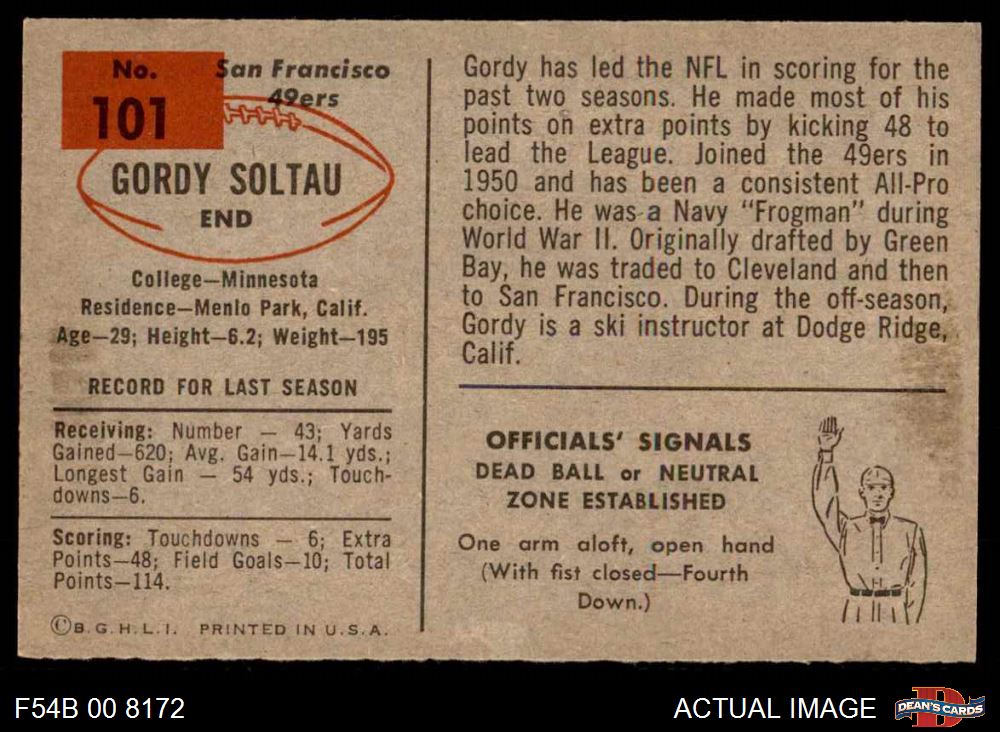 No.
101
San Francisco
49ers
GORDY SOLTAU
END
College—Minnesota
Residence—Menlo Park, Calif.
Age—29; Height—6.2; Weight—195
RECORD FOR LAST SEASON
Receiving: Number — 43; Yards
Gained—620; Avg. Gain—14.1 yds.;
Longest Gain — 54 yds.; Touch-
downs—6.
Scoring: Touchdowns — 6; Extra
Points—48; Field Goals—10; Total
Points—114.
©B. G. H. L. I. PRINTED IN U. S. A.
Gordy has led the NFL in scoring for the
past two seasons. He made most of his
points on extra points by kicking 48 to
lead the League. Joined the 49ers in
1950 and has been a consistent All-Pro
choice. He was a Navy "Frogman" during
World War II. Originally drafted by Green
Bay, he was traded to Cleveland and then
to San Francisco. During the off-season,
Gordy is a ski instructor at Dodge Ridge,
Calif.
OFFICIALS' SIGNALS
DEAD BALL or NEUTRAL
ZONE ESTABLISHED
One arm aloft, open hand
(With fist closed—Fourth
Down.)
F54B 00 8172
ACTUAL IMAGE
D
DEAN'S CARDS